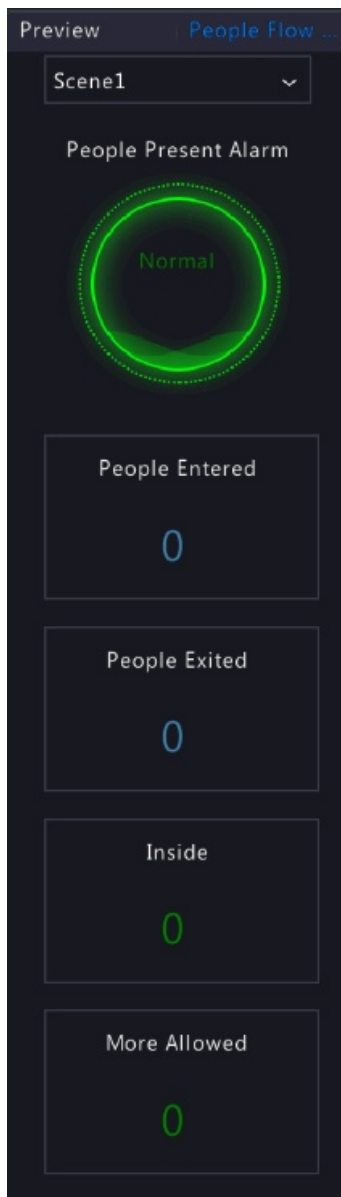 Preview People Flow ...
Scene1
People Present Alarm
Normal
People Entered
0
People Exited
0
Inside
0
More Allowed
0